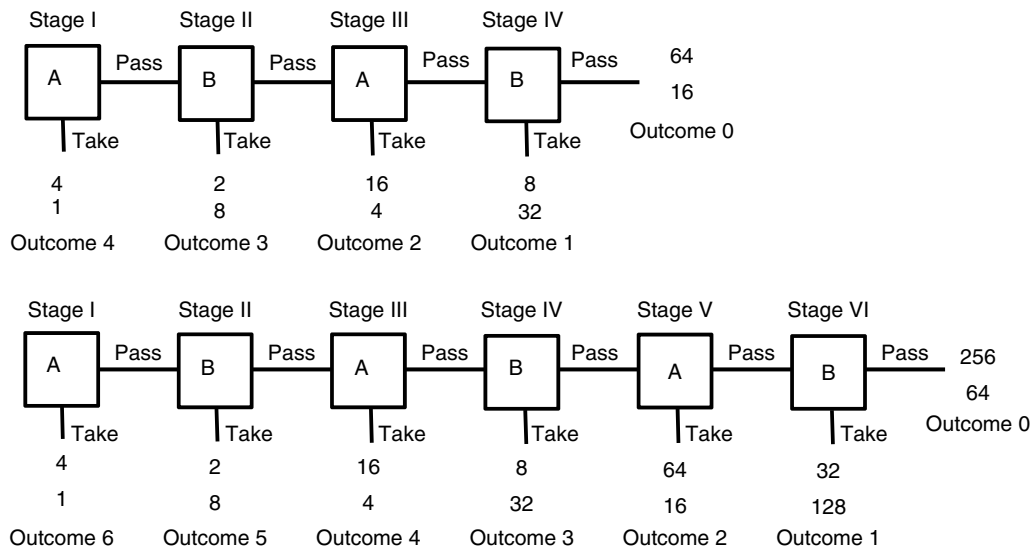 Stage I Stage II Stage III Stage IV
Pass Pass Pass Pass 64
A B A B
16
Take Take Take Take Outcome 0
4 2 16 8
1 8 4 32
Outcome 4 Outcome 3 Outcome 2 Outcome 1
Stage I Stage II Stage III Stage IV Stage V Stage VI
Pass Pass Pass Pass Pass Pass 256
A B A B A B
64
Take Take Take Take Take Take Outcome 0
4 2 16 8 64 32
1 8 4 32 16 128
Outcome 6 Outcome 5 Outcome 4 Outcome 3 Outcome 2 Outcome 1